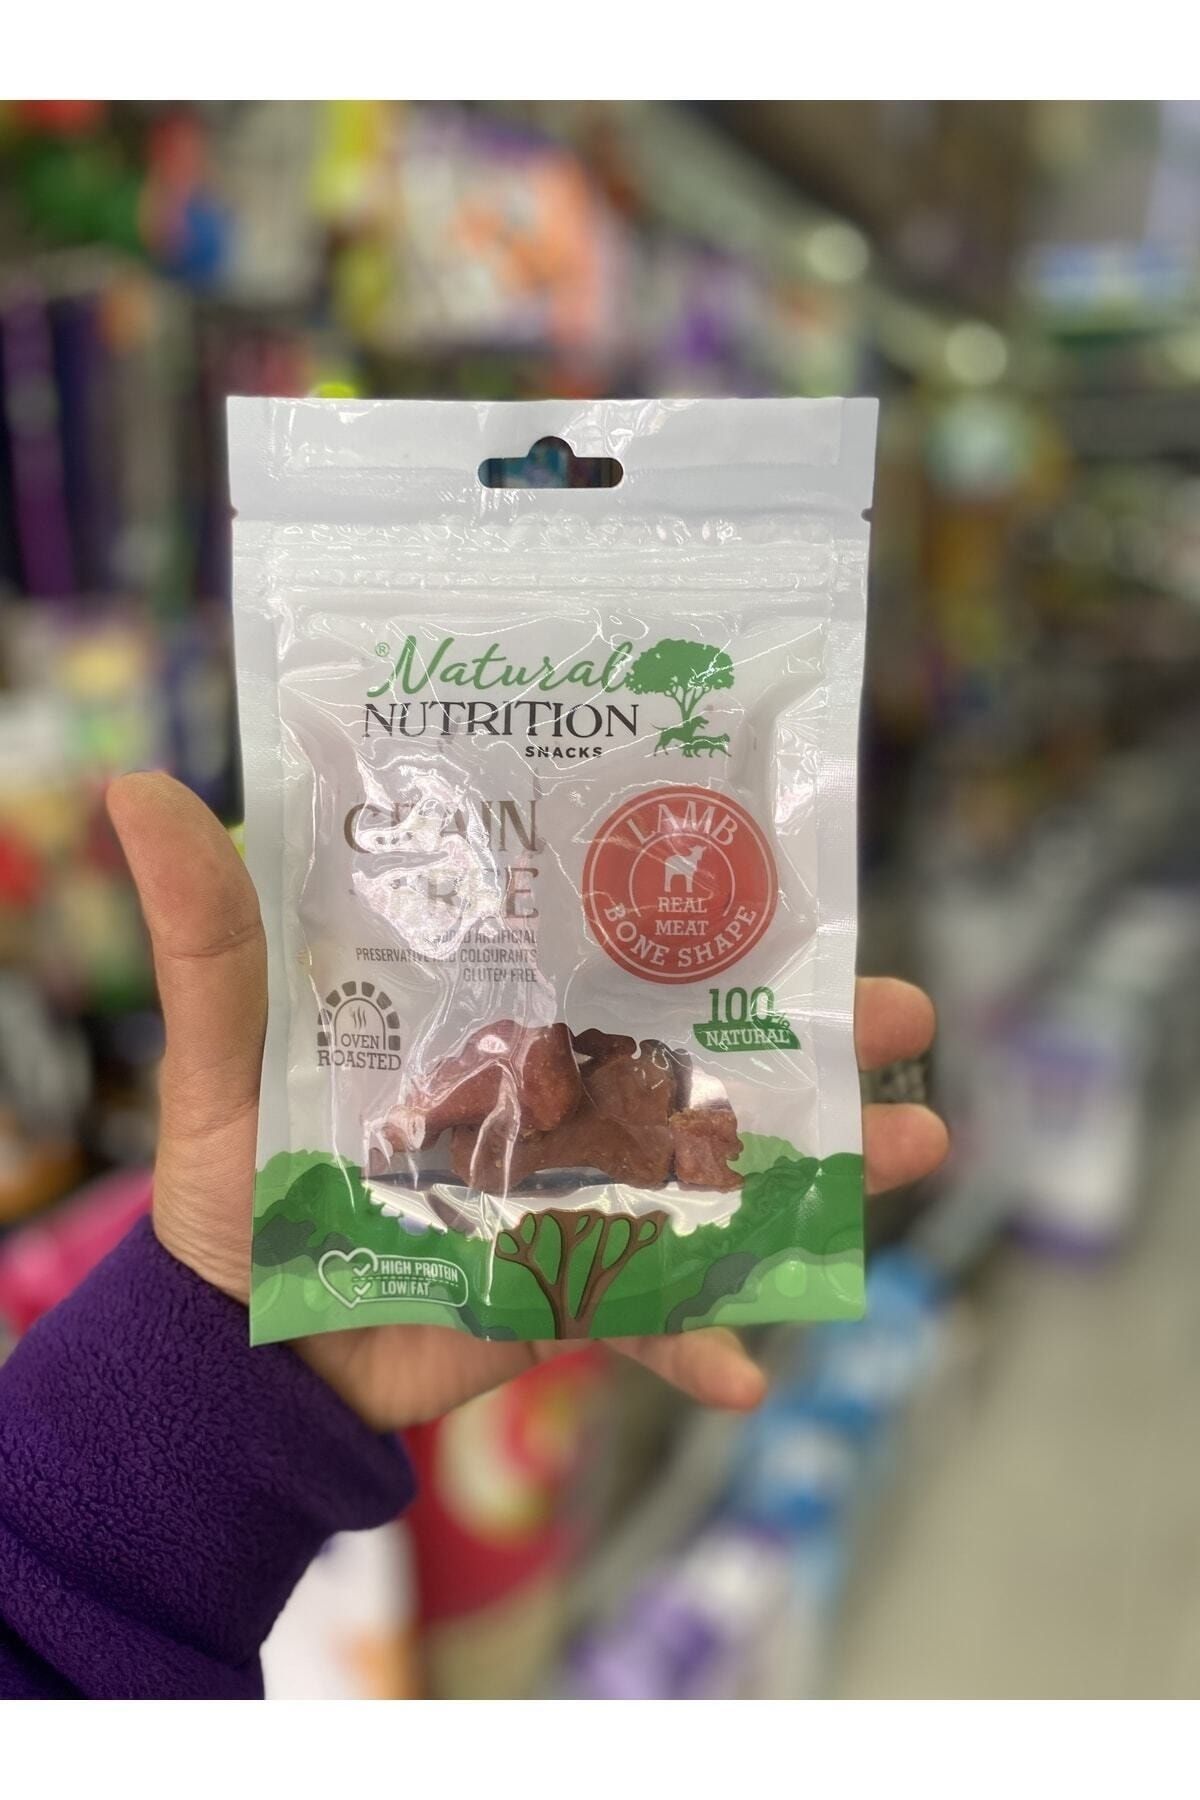 ® Natural
NUTRITION
SNACKS
GRAIN
FREE
ARTIFICIAL
COLOURANTS
GLUTEN FREE
LAMB
REAL
MEAT
BONE SHAPE
OVEN
ROASTED
100%
NATURAL
HIGH PROTEIN
LOW FAT